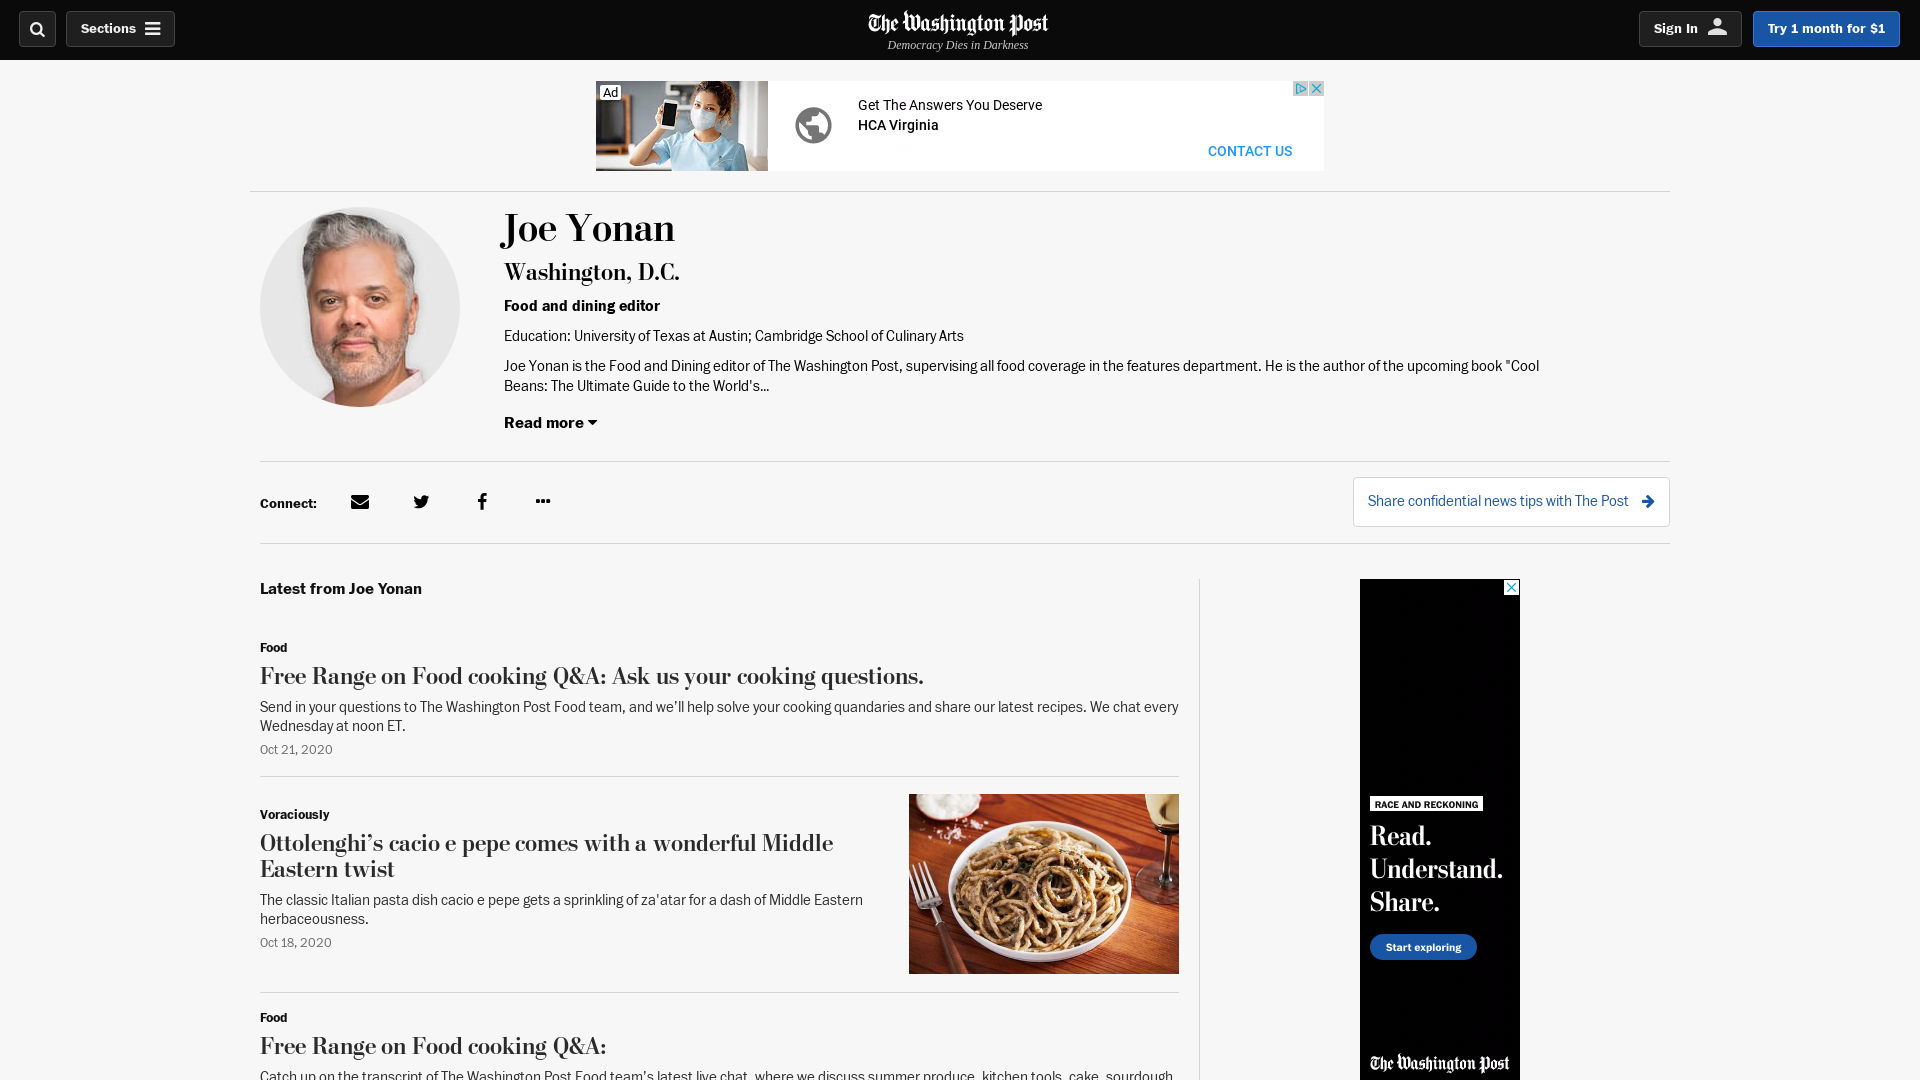 Sections
The Washington Post
Democracy Dies in Darkness
Sign In
Try 1 month for $1
Ad
Get The Answers You Deserve
HCA Virginia
CONTACT US
Joe Yonan
Washington, D.C.
Food and dining editor
Education: University of Texas at Austin; Cambridge School of Culinary Arts
Joe Yonan is the Food and Dining editor of The Washington Post, supervising all food coverage in the features department. He is the author of the upcoming book "Cool
Beans: The Ultimate Guide to the World's...
Read more
Connect:
Share confidential news tips with The Post
Latest from Joe Yonan
Food
Free Range on Food cooking Q&A: Ask us your cooking questions.
Send in your questions to The Washington Post Food team, and we’ll help solve your cooking quandaries and share our latest recipes. We chat every
Wednesday at noon ET.
Oct 21, 2020
Voraciously
Ottolenghi’s cacio e pepe comes with a wonderful Middle
Eastern twist
The classic Italian pasta dish cacio e pepe gets a sprinkling of za'atar for a dash of Middle Eastern
herbaceousness.
Oct 18, 2020
Food
Free Range on Food cooking Q&A:
Catch up on the transcript of The Washington Post Food team’s latest live chat, where we discuss summer produce, kitchen tools, cake, sourdough
RACE AND RECKONING
Read.
Understand.
Share.
Start exploring
The Washington Post